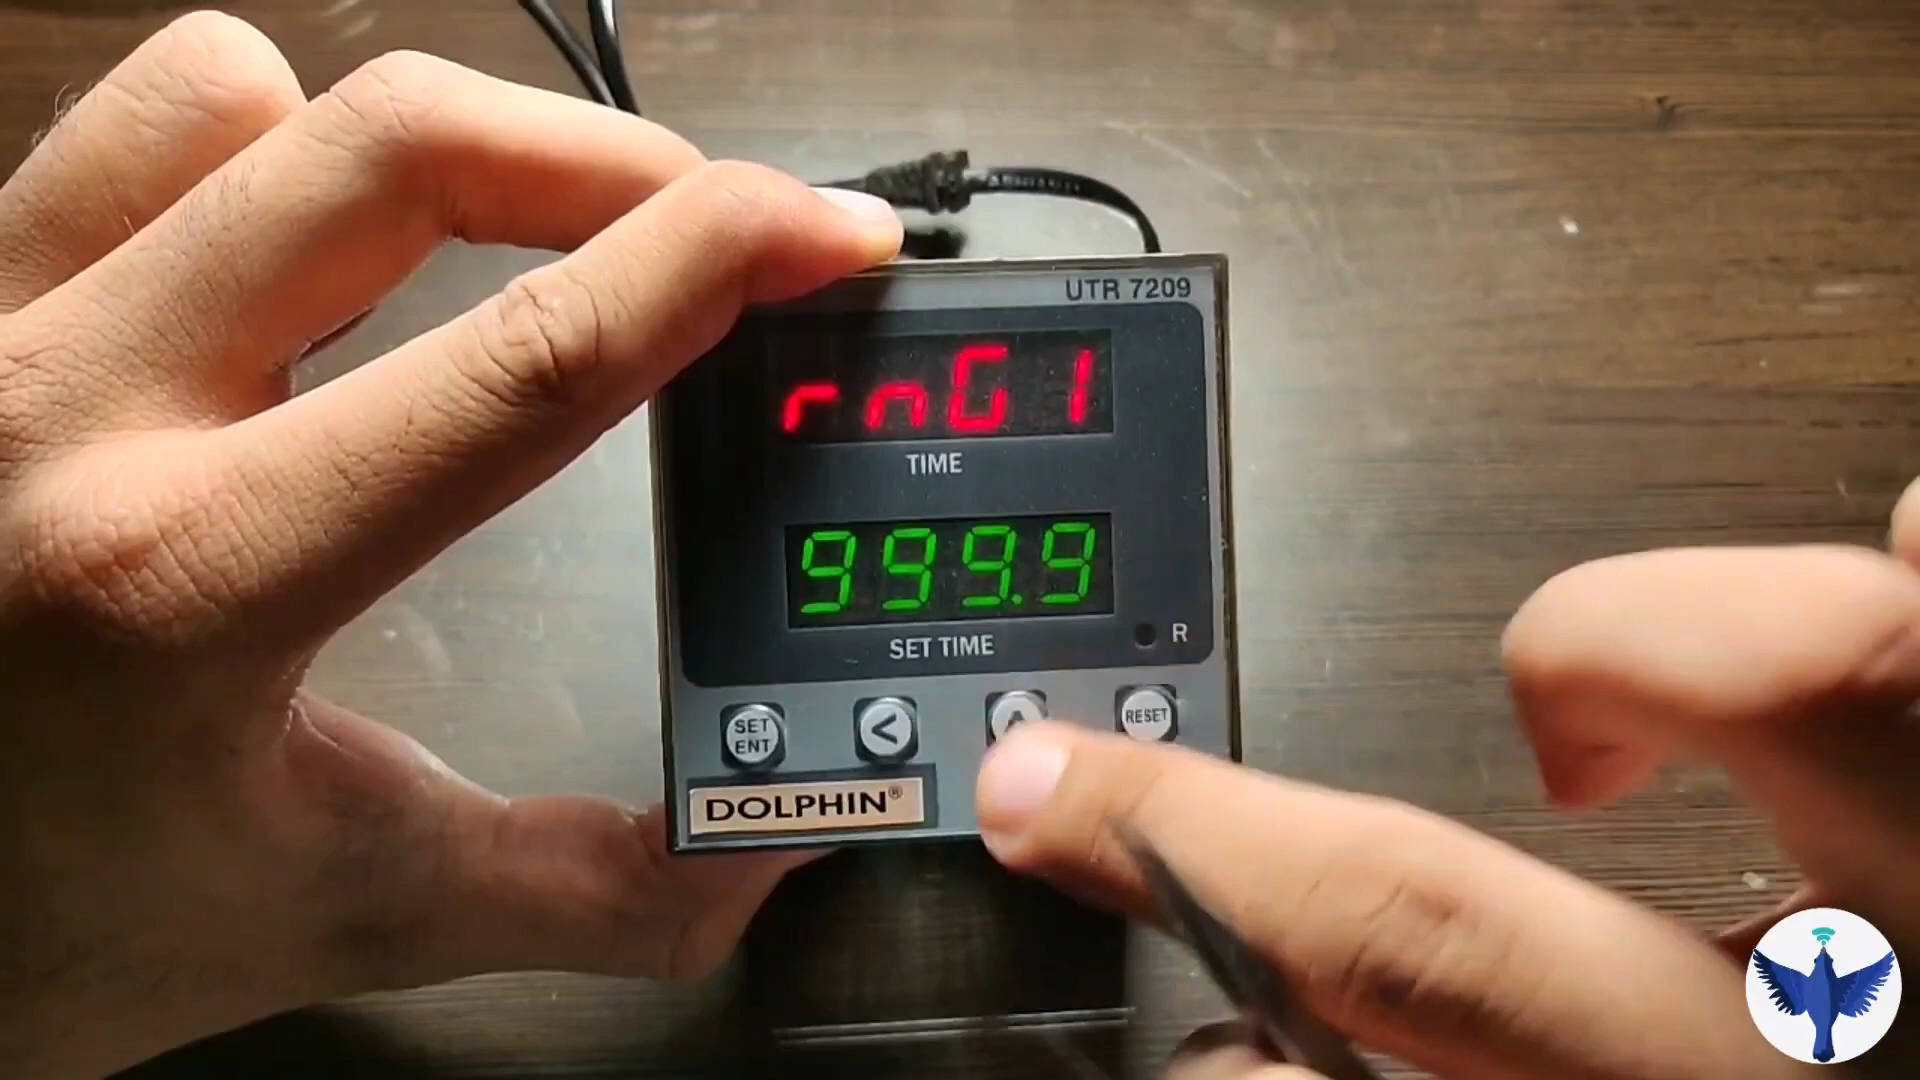 UTR 7209
rnG1
TIME
999.9
SET TIME
R
SET
ENT
<
^
RESET
DOLPHIN®